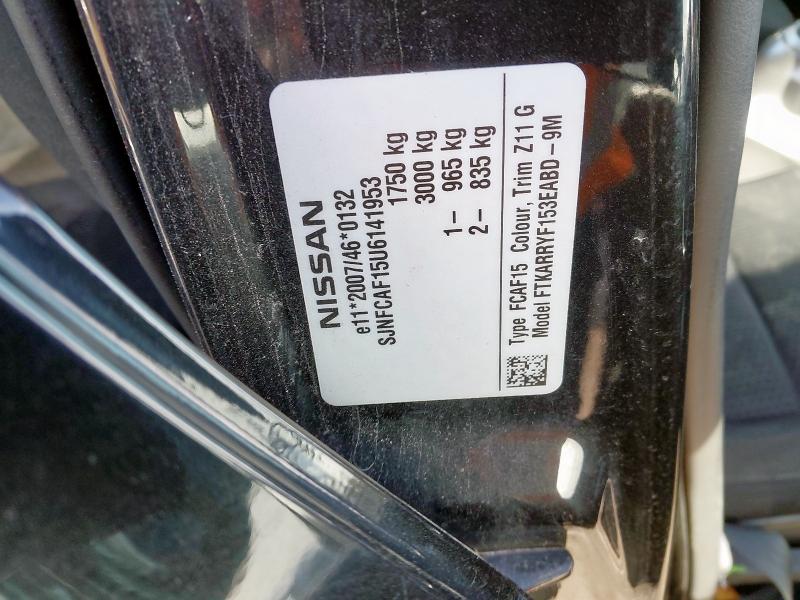 NISSAN
e11*2007/46*0132
SJNFCAF15U6141953
1750 kg
3000 kg
1- 965 kg
2- 835 kg
Type FCAF15 Colour, Trim Z11 G
Model FTKARRYF153EABD-9M